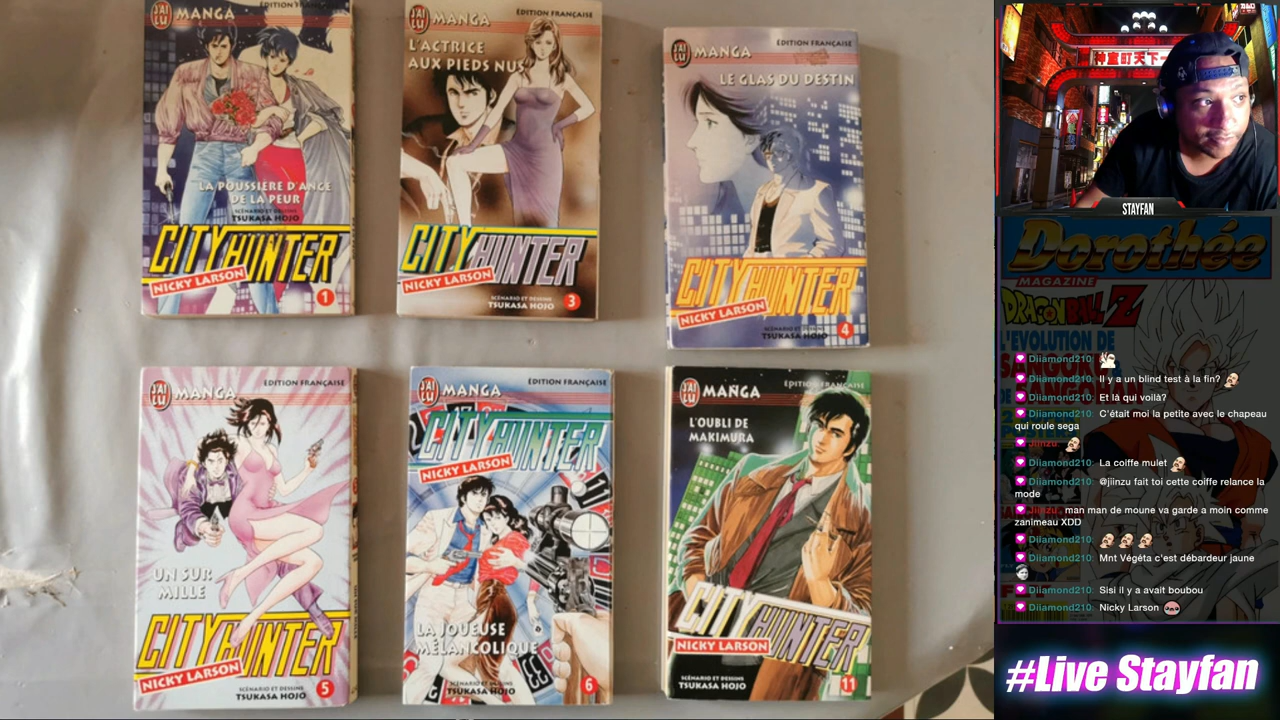 J'AI LU
MANGA
ÉDITION FRANÇAISE
LA POUSSIÈRE D'ANGE
DE LA PEUR
SCÉNARIO ET DESSINS
TSUKASA HOJO
CITY HUNTER
NICKY LARSON
1
J'AI LU
MANGA
ÉDITION FRANÇAISE
L'ACTRICE
AUX PIEDS NUS
CITY HUNTER
NICKY LARSON
SCÉNARIO ET DESSINS
TSUKASA HOJO
3
J'AI LU
MANGA
ÉDITION FRANÇAISE
LE GLAS DU DESTIN
CITY HUNTER
NICKY LARSON
SCÉNARIO ET DESSINS
TSUKASA HOJO
4
J'AI LU
MANGA
ÉDITION FRANÇAISE
UN SUR
MILLE
CITY HUNTER
NICKY LARSON
SCÉNARIO ET DESSINS
TSUKASA HOJO
5
J'AI LU
MANGA
ÉDITION FRANÇAISE
CITY HUNTER
NICKY LARSON
LA JOUEUSE
MÉLANCOLIQUE
SCÉNARIO ET DESSINS
TSUKASA HOJO
6
J'AI LU
MANGA
ÉDITION FRANÇAISE
L'OUBLI DE
MAKIMURA
CITY HUNTER
NICKY LARSON
SCÉNARIO ET DESSINS
TSUKASA HOJO
11
STAYFAN
Dorothée
MAGAZINE
DRAGON BALL Z
L'EVOLUTION DE
Diiamond210:
Diiamond210: Il y a un blind test à la fin?
Diiamond210: Et là qui voilà?
Diiamond210: C'était moi la petite avec le chapeau
qui roule sega
Jiinzu:
Diiamond210: La coiffe mulet
Diiamond210: @jiinzu fait toi cette coiffe relance la
mode
Jiinzu: man man de moune va garde a moin comme
zanimeau XDD
Diiamond210:
Diiamond210: Mnt Végéta c'est débardeur jaune
Diiamond210: Sisi il y a avait boubou
Diiamond210: Nicky Larson
#Live Stayfan